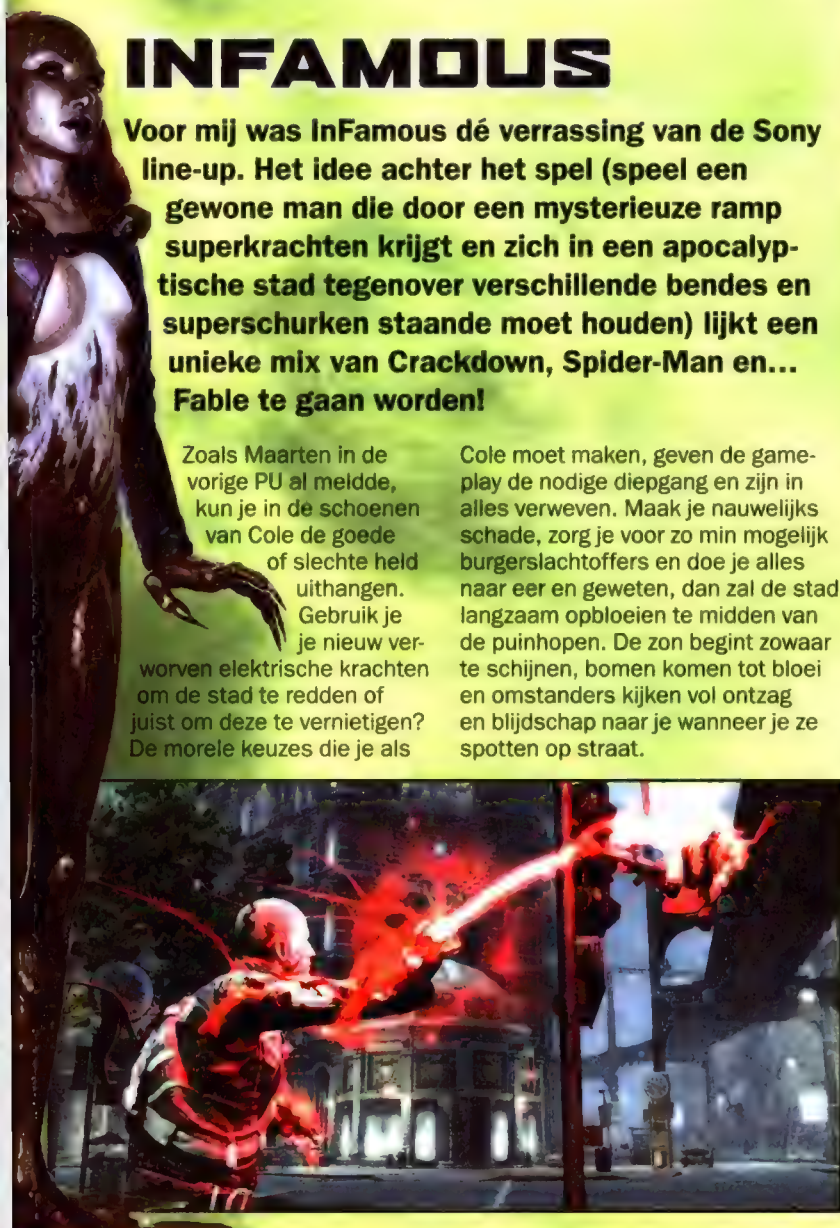 INFAMOUS
Voor mij was InFamous dé verrassing van de Sony
line-up. Het idee achter het spel (speel een
gewone man die door een mysterieuze ramp
superkrachten krijgt en zich in een apocalyp-
tische stad tegenover verschillende bendes en
superschurken staande moet houden) lijkt een
unieke mix van Crackdown, Spider-Man en...
Fable te gaan worden!
Zoals Maarten in de
vorige PU al meldde,
kun je in de schoenen
van Cole de goede
of slechte held
uithangen.
Gebruik je
je nieuw ver-
worven elektrische krachten
om de stad te redden of
juist om deze te vernietigen?
De morele keuzes die je als
Cole moet maken, geven de game-
play de nodige diepgang en zijn in
alles verweven. Maak je nauwelijks
schade, zorg je voor zo min mogelijk
burgerslachtoffers en doe je alles
naar eer en geweten, dan zal de stad
langzaam opbloeien te midden van
de puinhopen. De zon begint zowaar
te schijnen, bomen komen tot bloei
en omstanders kijken vol ontzag
en blijdschap naar je wanneer je ze
spotten op straat.